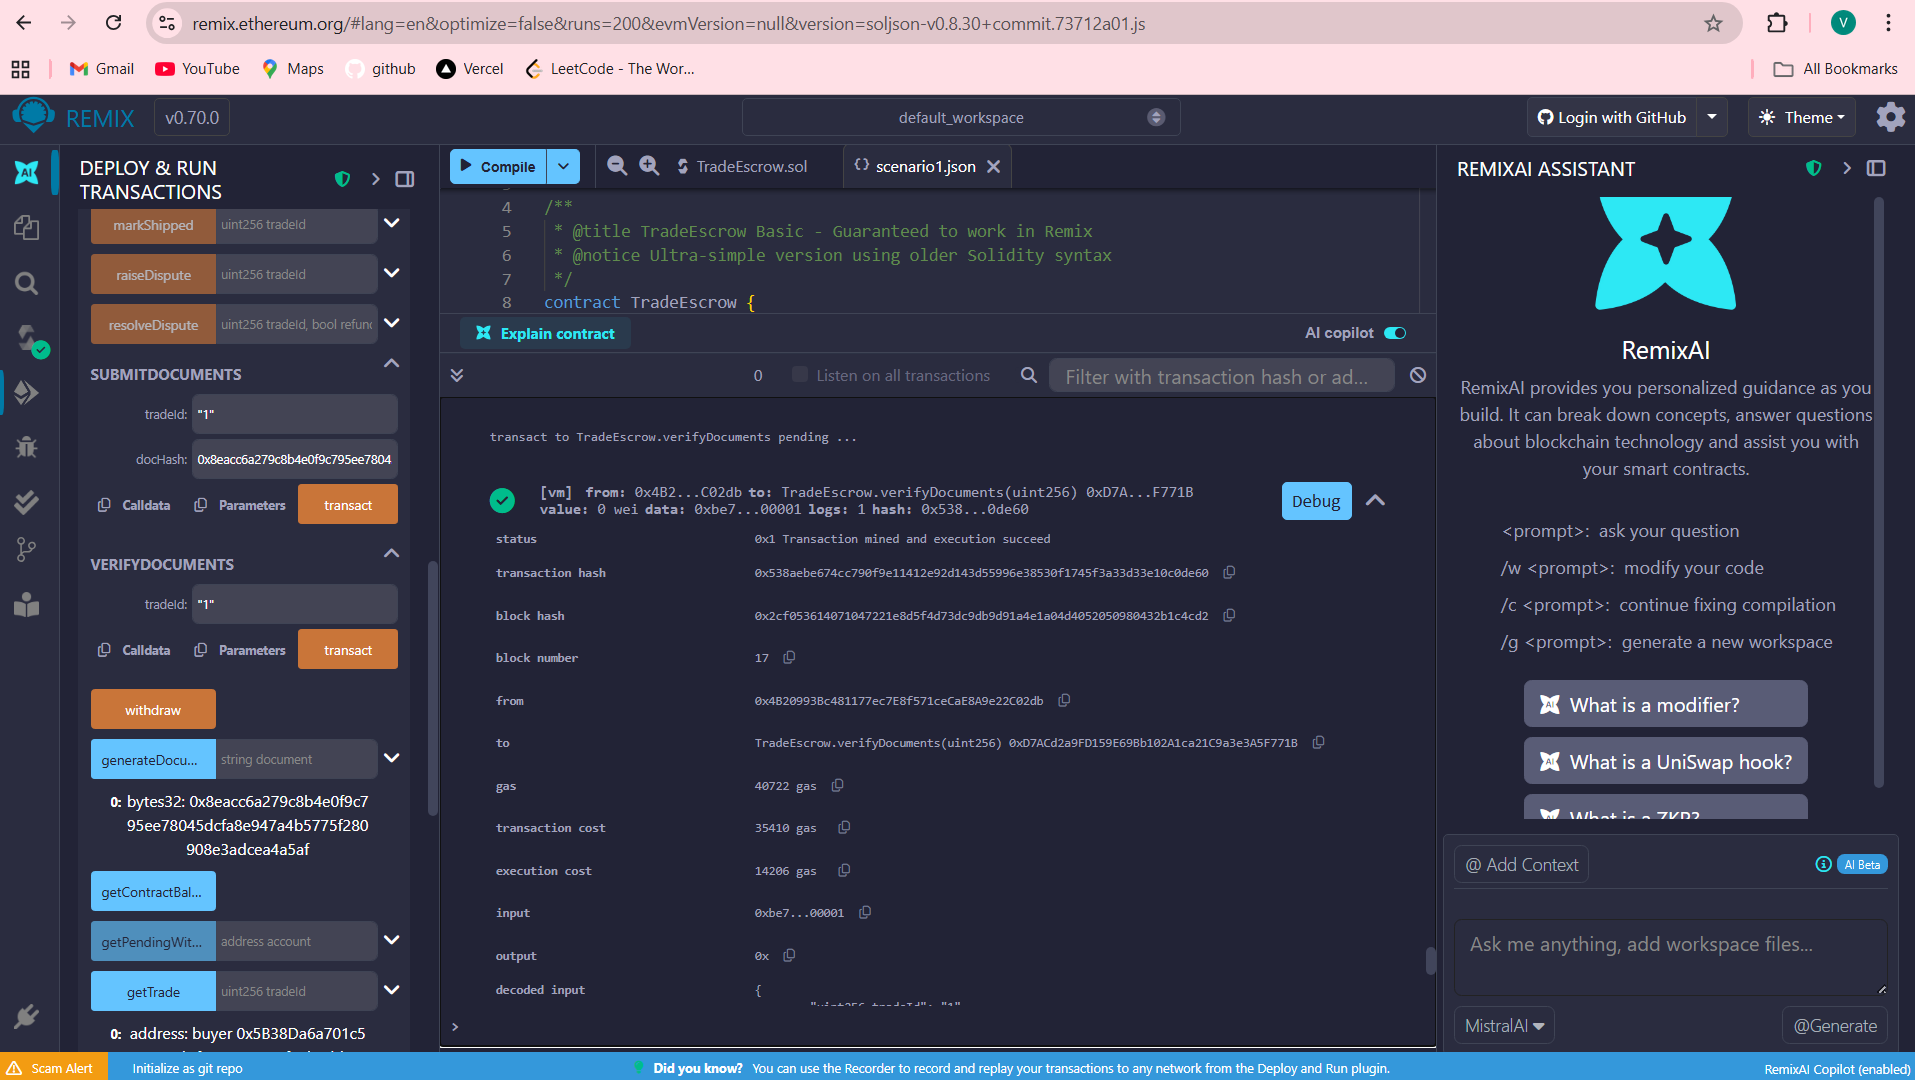 remix.ethereum.org/#lang=en&optimize=false&runs=200&evmVersion=null&version=soljson-v0.8.30+commit.73712a01.js
V
Gmail
YouTube
Maps
github
Vercel
LeetCode - The Wor...
All Bookmarks
REMIX
v0.70.0
default_workspace
Login with GitHub
Theme
AI
DEPLOY & RUN
TRANSACTIONS
markShipped
uint256 tradeId
raiseDispute
uint256 tradeId
resolveDispute
uint256 tradeId, bool refund
SUBMITDOCUMENTS
tradeId:
"1"
docHash:
0x8eacc6a279c8b4e0f9c795ee7804
Calldata
Parameters
transact
VERIFYDOCUMENTS
tradeId:
"1"
Calldata
Parameters
transact
withdraw
generateDocu...
string document
0: bytes32: 0x8eacc6a279c8b4e0f9c7
95ee78045dcfa8e947a4b5775f280
908e3adcea4a5af
getContractBal...
getPendingWit...
address account
getTrade
uint256 tradeId
0: address: buyer 0x5B38Da6a701c5
Compile
TradeEscrow.sol
{} scenario1.json
4 /**
5 * @title TradeEscrow Basic - Guaranteed to work in Remix
6 * @notice Ultra-simple version using older Solidity syntax
7 */
8 contract TradeEscrow {
Explain contract
AI copilot
0
Listen on all transactions
Filter with transaction hash or ad...
transact to TradeEscrow.verifyDocuments pending ...
[vm] from: 0x4B2...C02db to: TradeEscrow.verifyDocuments(uint256) 0xD7A...F771B
value: 0 wei data: 0xbe7...00001 logs: 1 hash: 0x538...0de60
Debug
status
0x1 Transaction mined and execution succeed
transaction hash
0x538aebe674cc790f9e11412e92d143d55996e38530f1745f3a33d33e10c0de60
block hash
0x2cf053614071047221e8d5f4d73dc9db9d91a4e1a04d4052050980432b1c4cd2
block number
17
from
0x4B20993Bc481177ec7E8f571ceCaE8A9e22C02db
to
TradeEscrow.verifyDocuments(uint256) 0xD7ACd2a9FD159E69Bb102A1ca21C9a3e3A5F771B
gas
40722 gas
transaction cost
35410 gas
execution cost
14206 gas
input
0xbe7...00001
output
0x
decoded input
{
"uint256 tradeId": "1"
>
REMIXAI ASSISTANT
RemixAI
RemixAI provides you personalized guidance as you
build. It can break down concepts, answer questions
about blockchain technology and assist you with
your smart contracts.
<prompt>: ask your question
/w <prompt>: modify your code
/c <prompt>: continue fixing compilation
/g <prompt>: generate a new workspace
AI What is a modifier?
AI What is a UniSwap hook?
AI What is a ZKP?
@ Add Context
AI Beta
Ask me anything, add workspace files...
MistralAI
@Generate
Scam Alert
Initialize as git repo
Did you know? You can use the Recorder to record and replay your transactions to any network from the Deploy and Run plugin.
RemixAI Copilot (enabled)